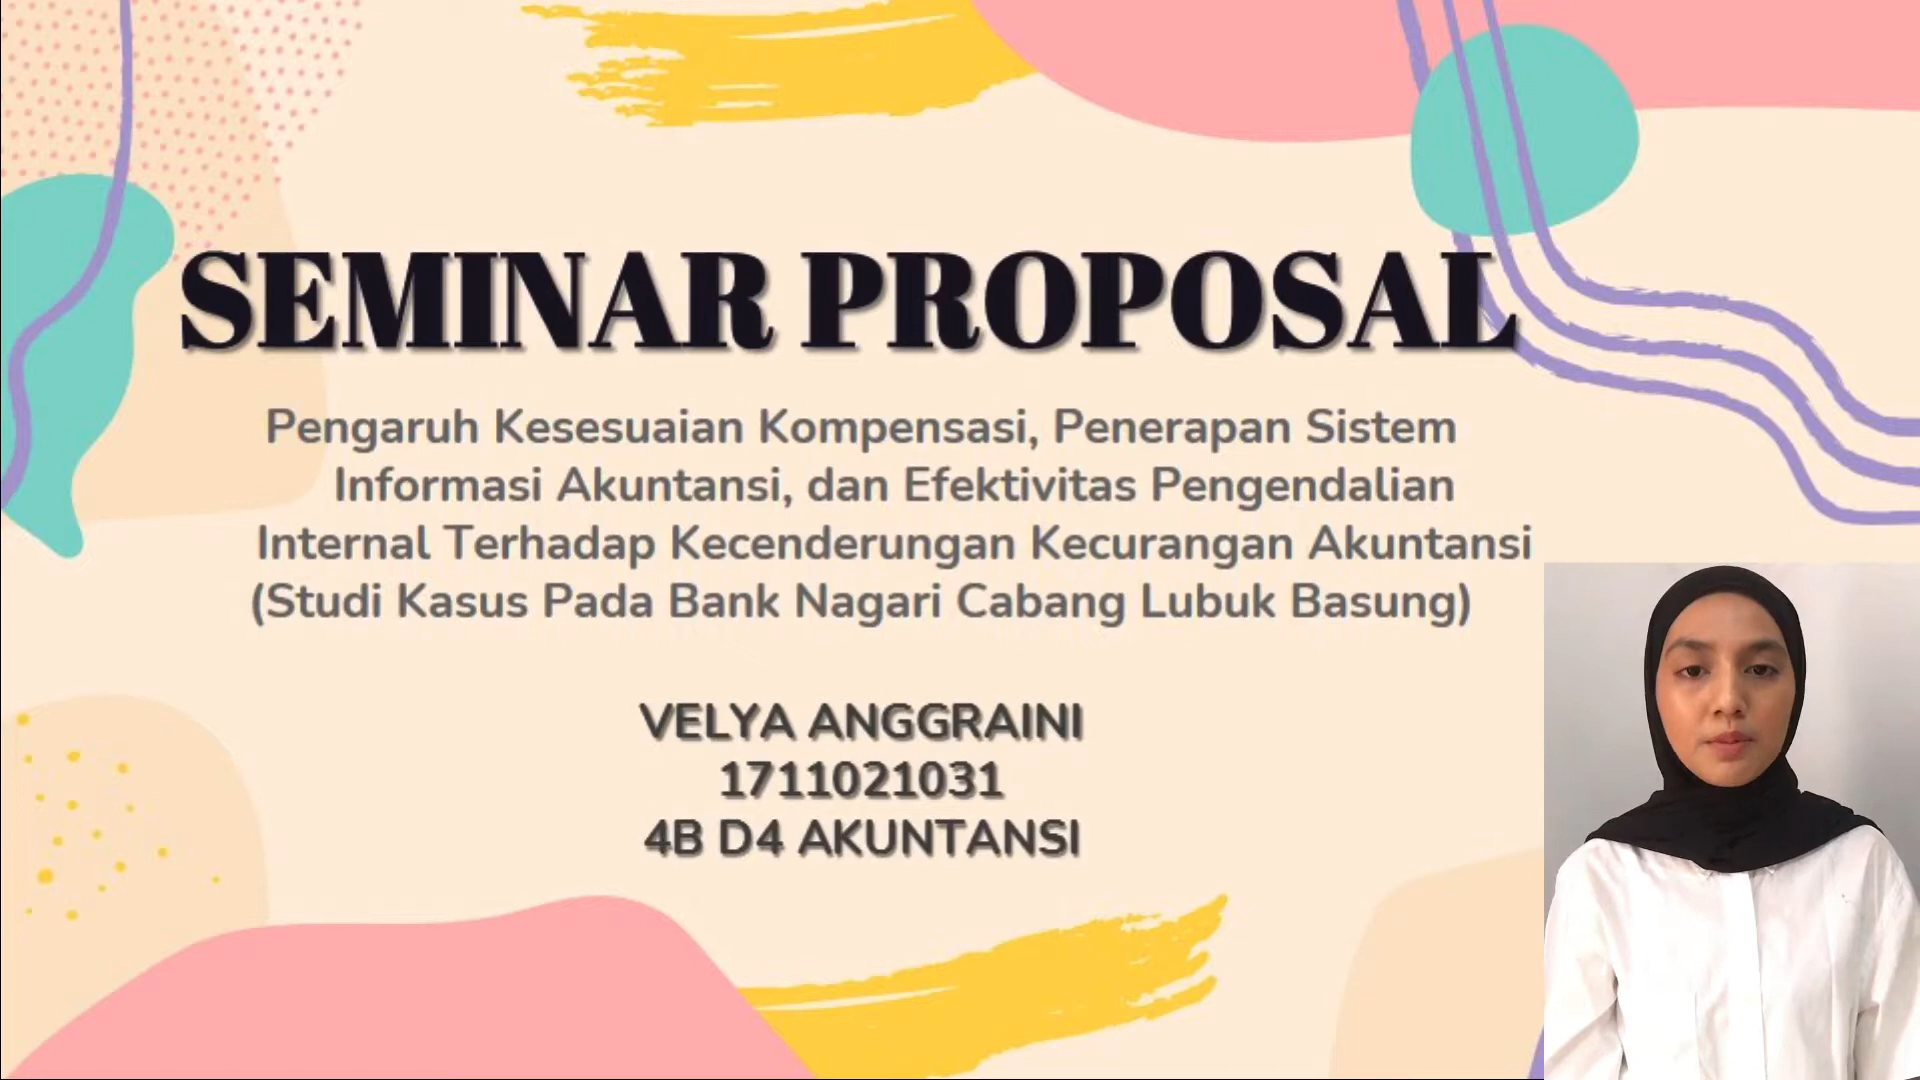 SEMINAR PROPOSAL
Pengaruh Kesesuaian Kompensasi, Penerapan Sistem
Informasi Akuntansi, dan Efektivitas Pengendalian
Internal Terhadap Kecenderungan Kecurangan Akuntansi
(Studi Kasus Pada Bank Nagari Cabang Lubuk Basung)
VELYA ANGGRAINI
1711021031
4B D4 AKUNTANSI